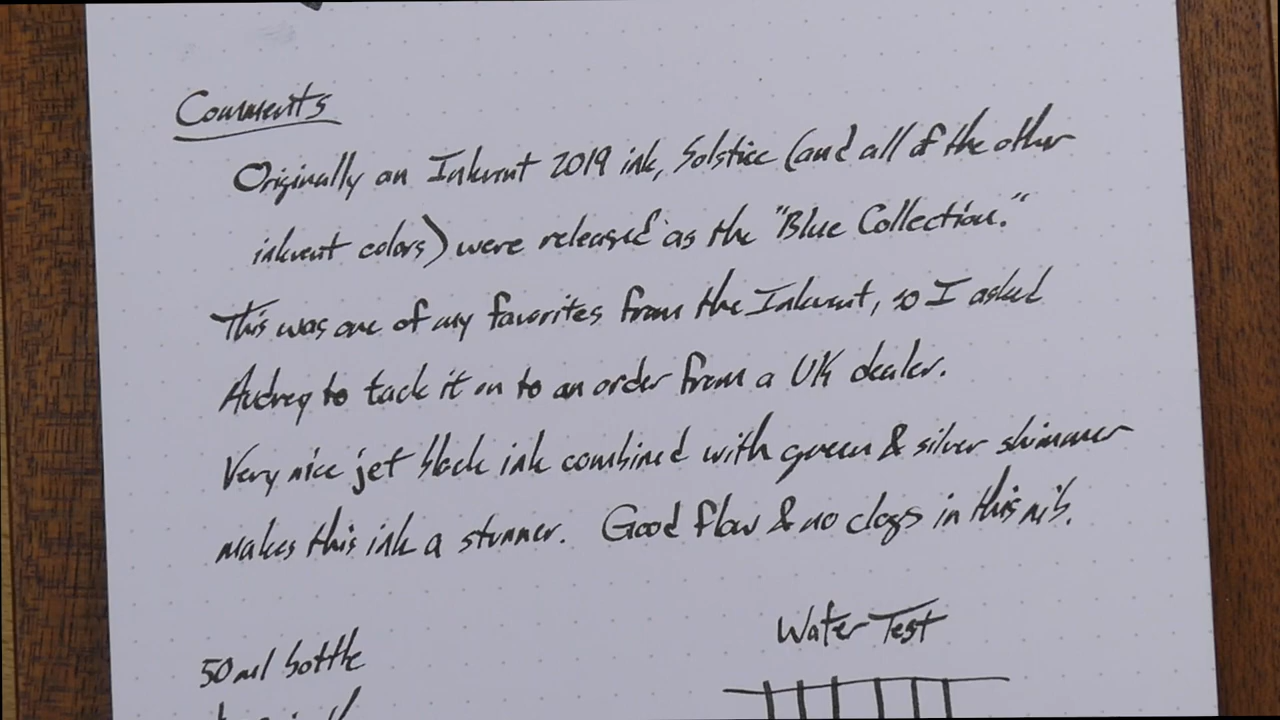 Comments
Originally an Inkvent 2019 ink, Solstice (and all of the other
inkvent colors) were released as the "Blue Collection."
This was one of my favorites from the Inkvent, so I asked
Audrey to tack it on to an order from a UK dealer.
Very nice jet black ink combined with green & silver shimmer
makes this ink a stunner. Good flow & no clogs in this nib.
Water Test
50ml bottle